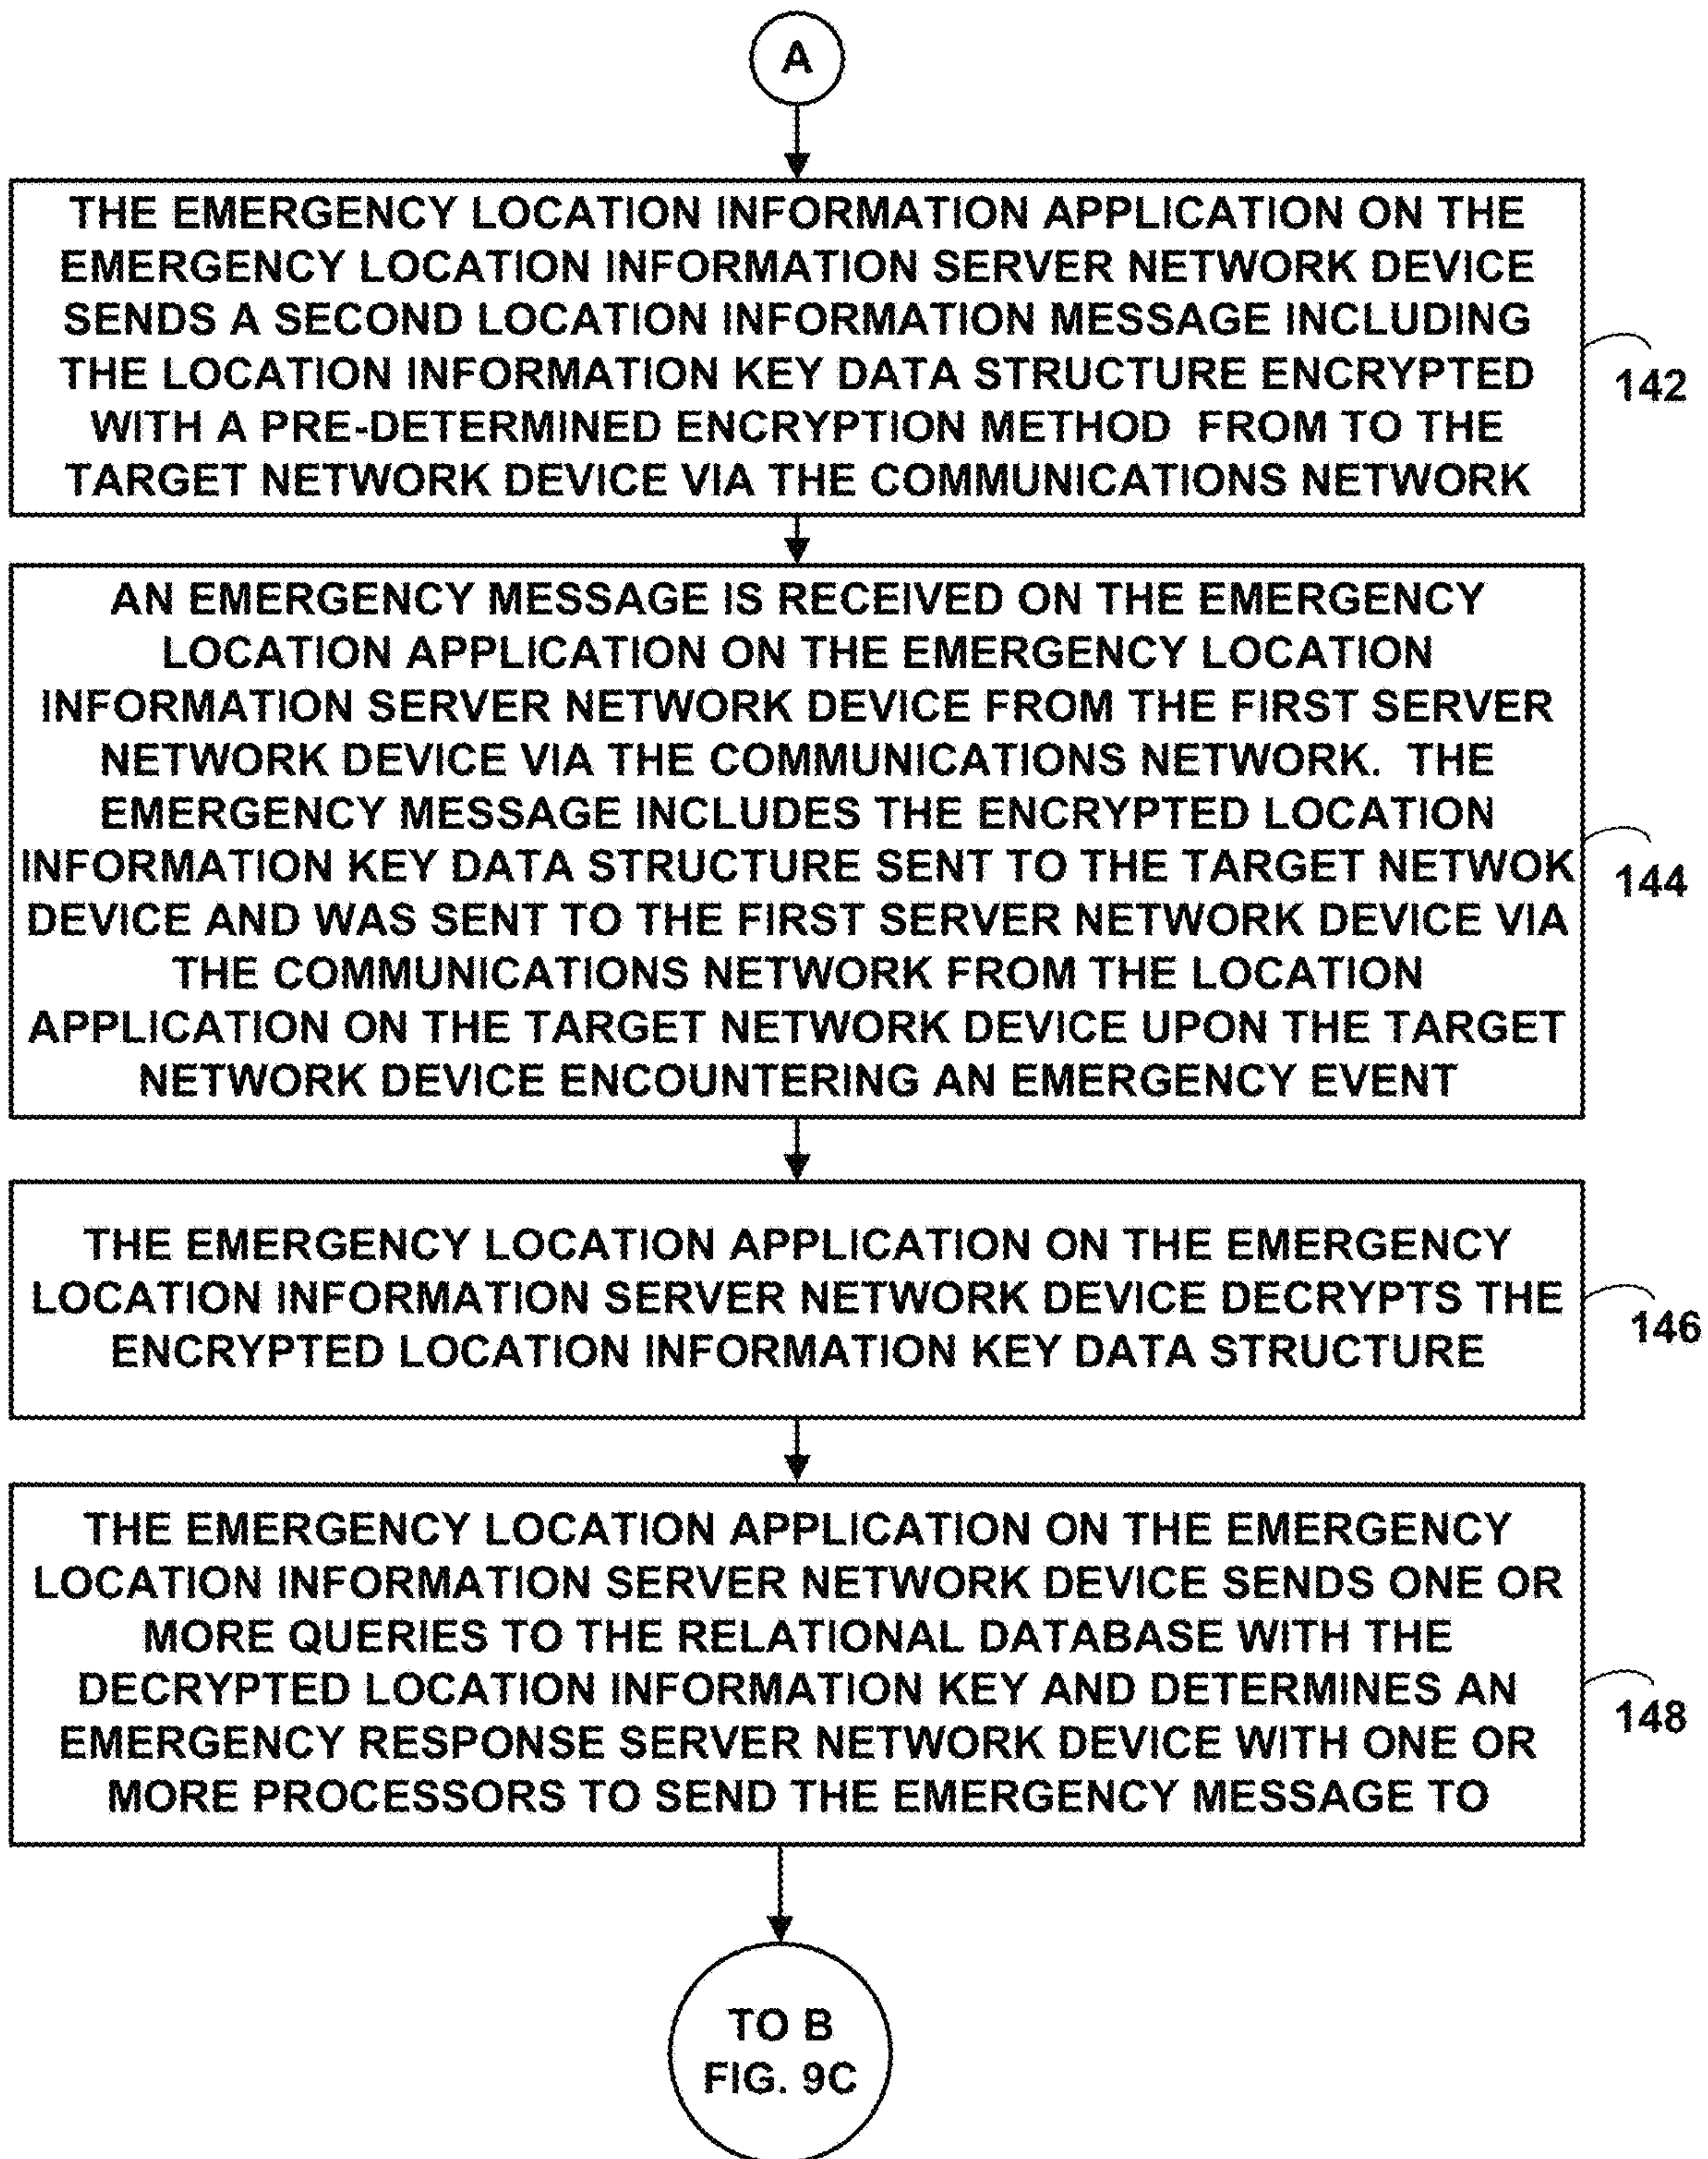 A
THE EMERGENCY LOCATION INFORMATION APPLICATION ON THE
EMERGENCY LOCATION INFORMATION SERVER NETWORK DEVICE
SENDS A SECOND LOCATION INFORMATION MESSAGE INCLUDING
THE LOCATION INFORMATION KEY DATA STRUCTURE ENCRYPTED
WITH A PRE-DETERMINED ENCRYPTION METHOD FROM TO THE
TARGET NETWORK DEVICE VIA THE COMMUNICATIONS NETWORK
142
AN EMERGENCY MESSAGE IS RECEIVED ON THE EMERGENCY
LOCATION APPLICATION ON THE EMERGENCY LOCATION
INFORMATION SERVER NETWORK DEVICE FROM THE FIRST SERVER
NETWORK DEVICE VIA THE COMMUNICATIONS NETWORK. THE
EMERGENCY MESSAGE INCLUDES THE ENCRYPTED LOCATION
INFORMATION KEY DATA STRUCTURE SENT TO THE TARGET NETWOK
DEVICE AND WAS SENT TO THE FIRST SERVER NETWORK DEVICE VIA
THE COMMUNICATIONS NETWORK FROM THE LOCATION
APPLICATION ON THE TARGET NETWORK DEVICE UPON THE TARGET
NETWORK DEVICE ENCOUNTERING AN EMERGENCY EVENT
144
THE EMERGENCY LOCATION APPLICATION ON THE EMERGENCY
LOCATION INFORMATION SERVER NETWORK DEVICE DECRYPTS THE
ENCRYPTED LOCATION INFORMATION KEY DATA STRUCTURE
146
THE EMERGENCY LOCATION APPLICATION ON THE EMERGENCY
LOCATION INFORMATION SERVER NETWORK DEVICE SENDS ONE OR
MORE QUERIES TO THE RELATIONAL DATABASE WITH THE
DECRYPTED LOCATION INFORMATION KEY AND DETERMINES AN
EMERGENCY RESPONSE SERVER NETWORK DEVICE WITH ONE OR
MORE PROCESSORS TO SEND THE EMERGENCY MESSAGE TO
148
TO B
FIG. 9C